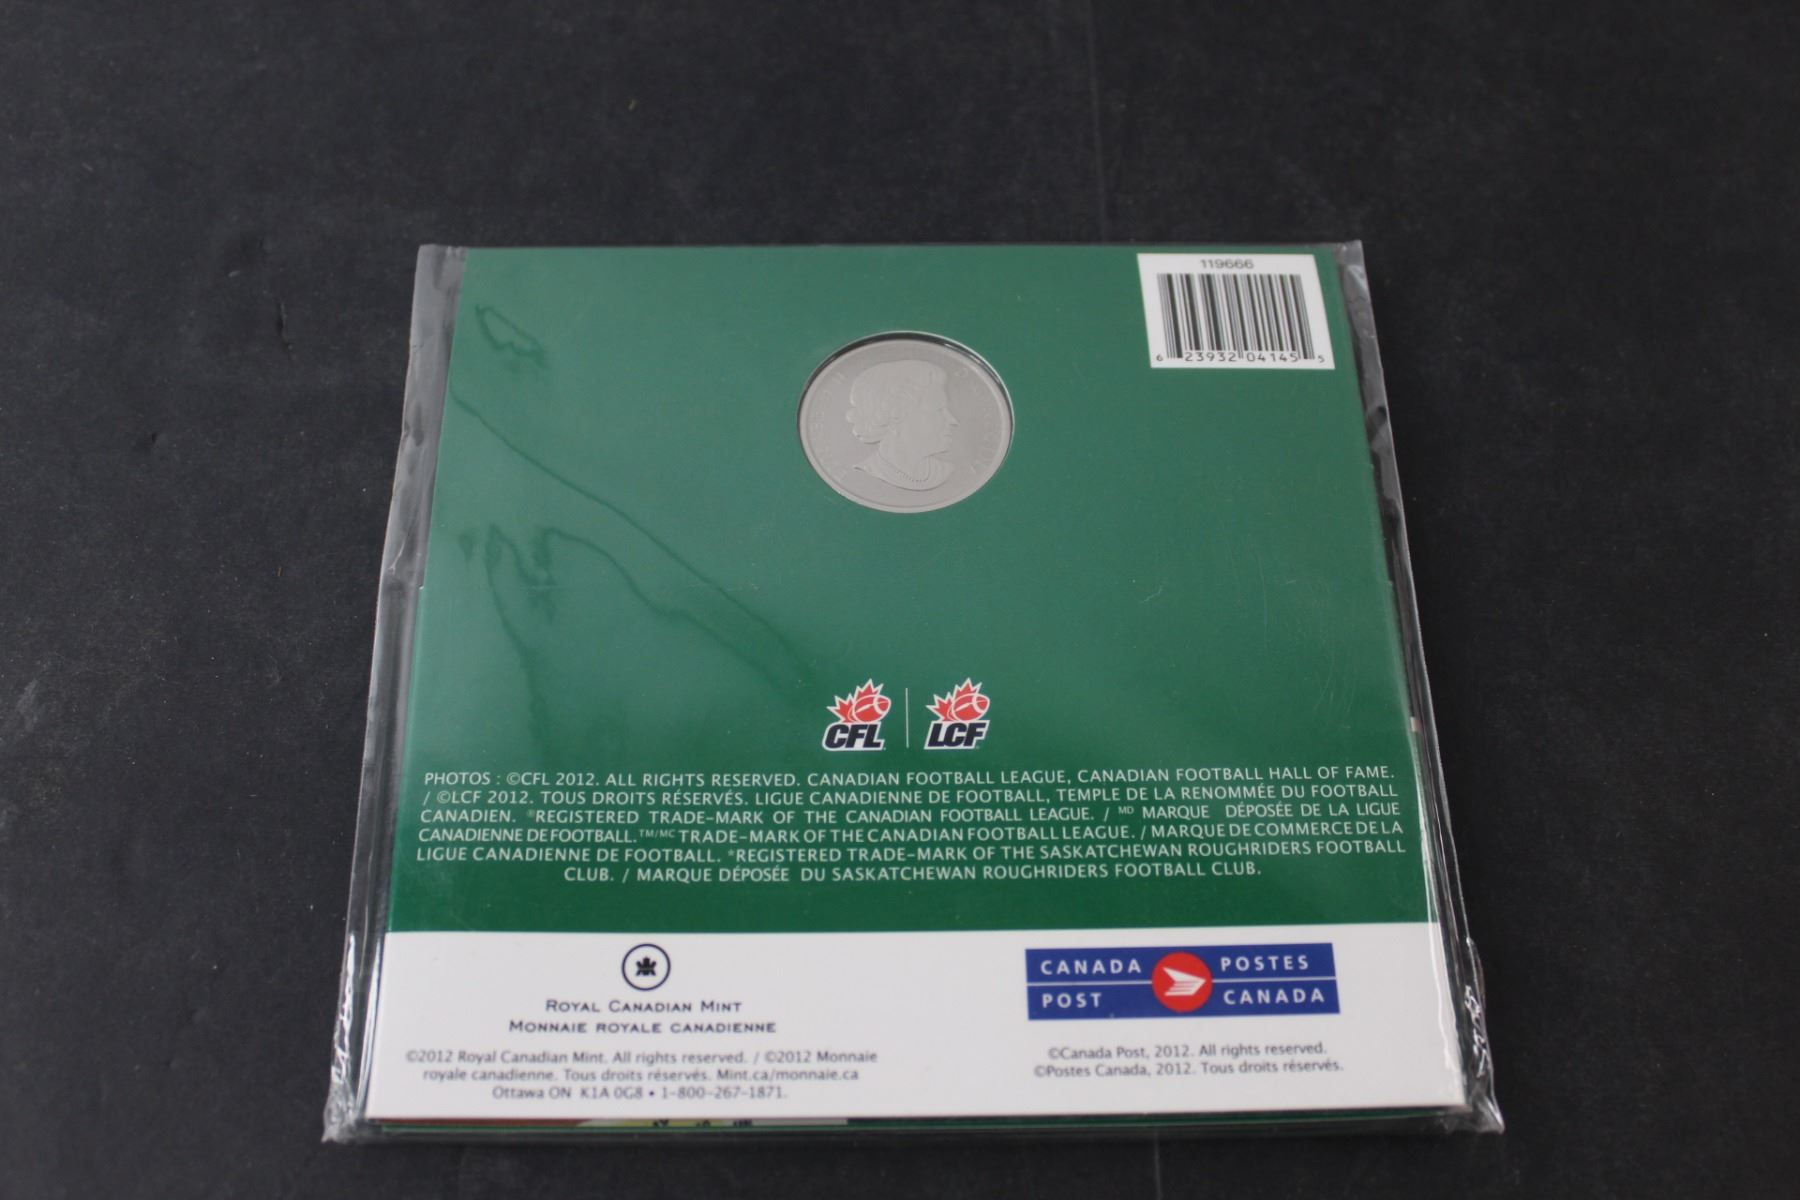 119666
6 23932 04145 5
ELIZABETH II D·G·REGINA
CFL LCF
PHOTOS : ©CFL 2012. ALL RIGHTS RESERVED. CANADIAN FOOTBALL LEAGUE, CANADIAN FOOTBALL HALL OF FAME.
/ ©LCF 2012. TOUS DROITS RÉSERVÉS. LIGUE CANADIENNE DE FOOTBALL, TEMPLE DE LA RENOMMÉE DU FOOTBALL
CANADIEN. ®REGISTERED TRADE-MARK OF THE CANADIAN FOOTBALL LEAGUE. / MD MARQUE DÉPOSÉE DE LA LIGUE
CANADIENNE DE FOOTBALL.TM/MC TRADE-MARK OF THE CANADIAN FOOTBALL LEAGUE. / MARQUE DE COMMERCE DE LA
LIGUE CANADIENNE DE FOOTBALL. *REGISTERED TRADE-MARK OF THE SASKATCHEWAN ROUGHRIDERS FOOTBALL
CLUB. / MARQUE DÉPOSÉE DU SASKATCHEWAN ROUGHRIDERS FOOTBALL CLUB.
ROYAL CANADIAN MINT
MONNAIE ROYALE CANADIENNE
©2012 Royal Canadian Mint. All rights reserved. / ©2012 Monnaie
royale canadienne. Tous droits réservés. Mint.ca/monnaie.ca
Ottawa ON K1A 0G8 • 1-800-267-1871.
CANADA POSTES
POST CANADA
©Canada Post, 2012. All rights reserved.
©Postes Canada, 2012. Tous droits réservés.